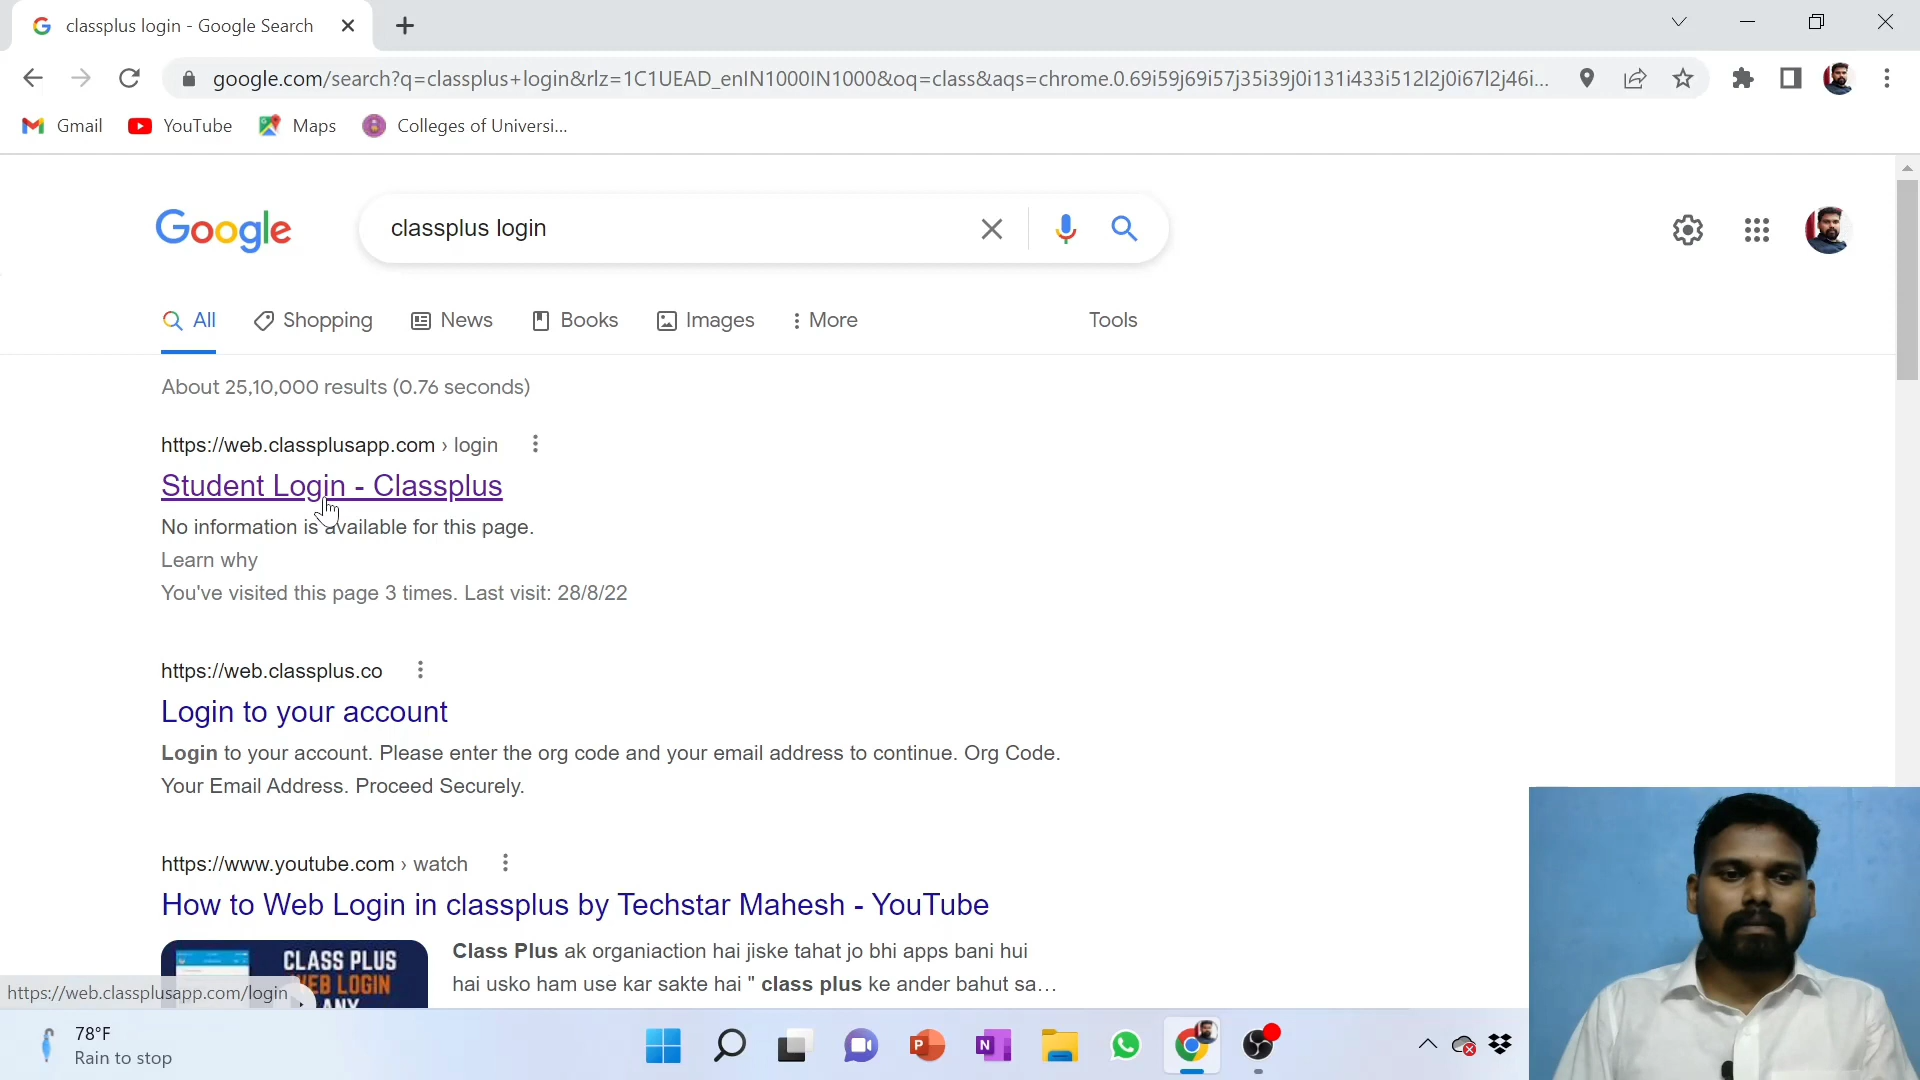 classplus login - Google Search
google.com/search?q=classplus+login&rlz=1C1UEAD_enIN1000IN1000&oq=class&aqs=chrome.0.69i59j69i57j35i39j0i131i433i512l2j0i67l2j46i...
Gmail
YouTube
Maps
Colleges of Universi...
Google
classplus login
All
Shopping
News
Books
Images
More
Tools
About 25,10,000 results (0.76 seconds)
https://web.classplusapp.com › login
Student Login - Classplus
No information is available for this page.
Learn why
You've visited this page 3 times. Last visit: 28/8/22
https://web.classplus.co
Login to your account
Login to your account. Please enter the org code and your email address to continue. Org Code.
Your Email Address. Proceed Securely.
https://www.youtube.com › watch
How to Web Login in classplus by Techstar Mahesh - YouTube
CLASS PLUS
EB LOGIN
ANY
Class Plus ak organiaction hai jiske tahat jo bhi apps bani hui
hai usko ham use kar sakte hai " class plus ke ander bahut sa...
https://web.classplusapp.com/login
78°F
Rain to stop